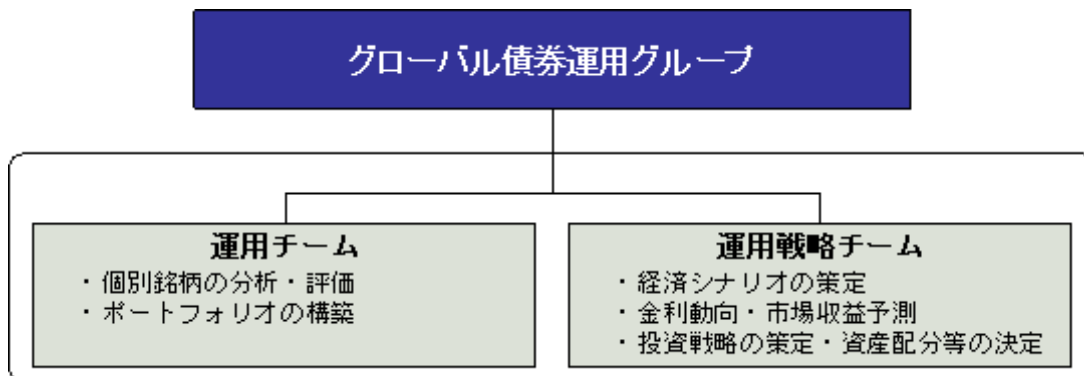 グローバル債券運用グループ
運用チーム
・個別銘柄の分析・評価
・ポートフォリオの構築
運用戦略チーム
・経済シナリオの策定
・金利動向・市場収益予測
・投資戦略の策定・資産配分等の決定